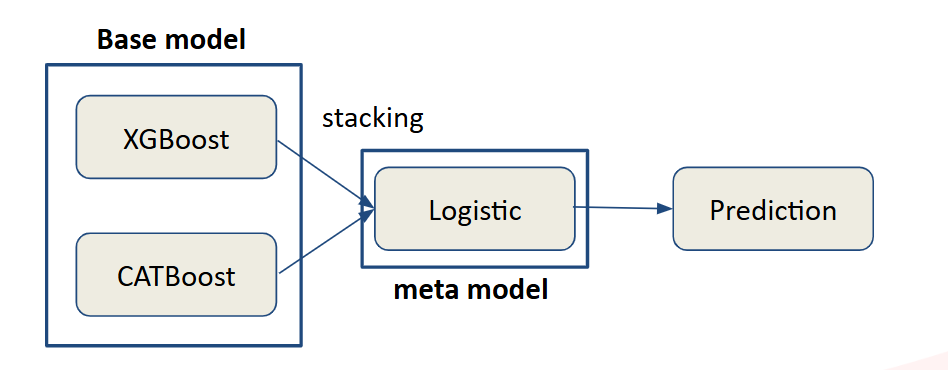 Base model
XGBoost
stacking
Logistic
Prediction
CATBoost
meta model